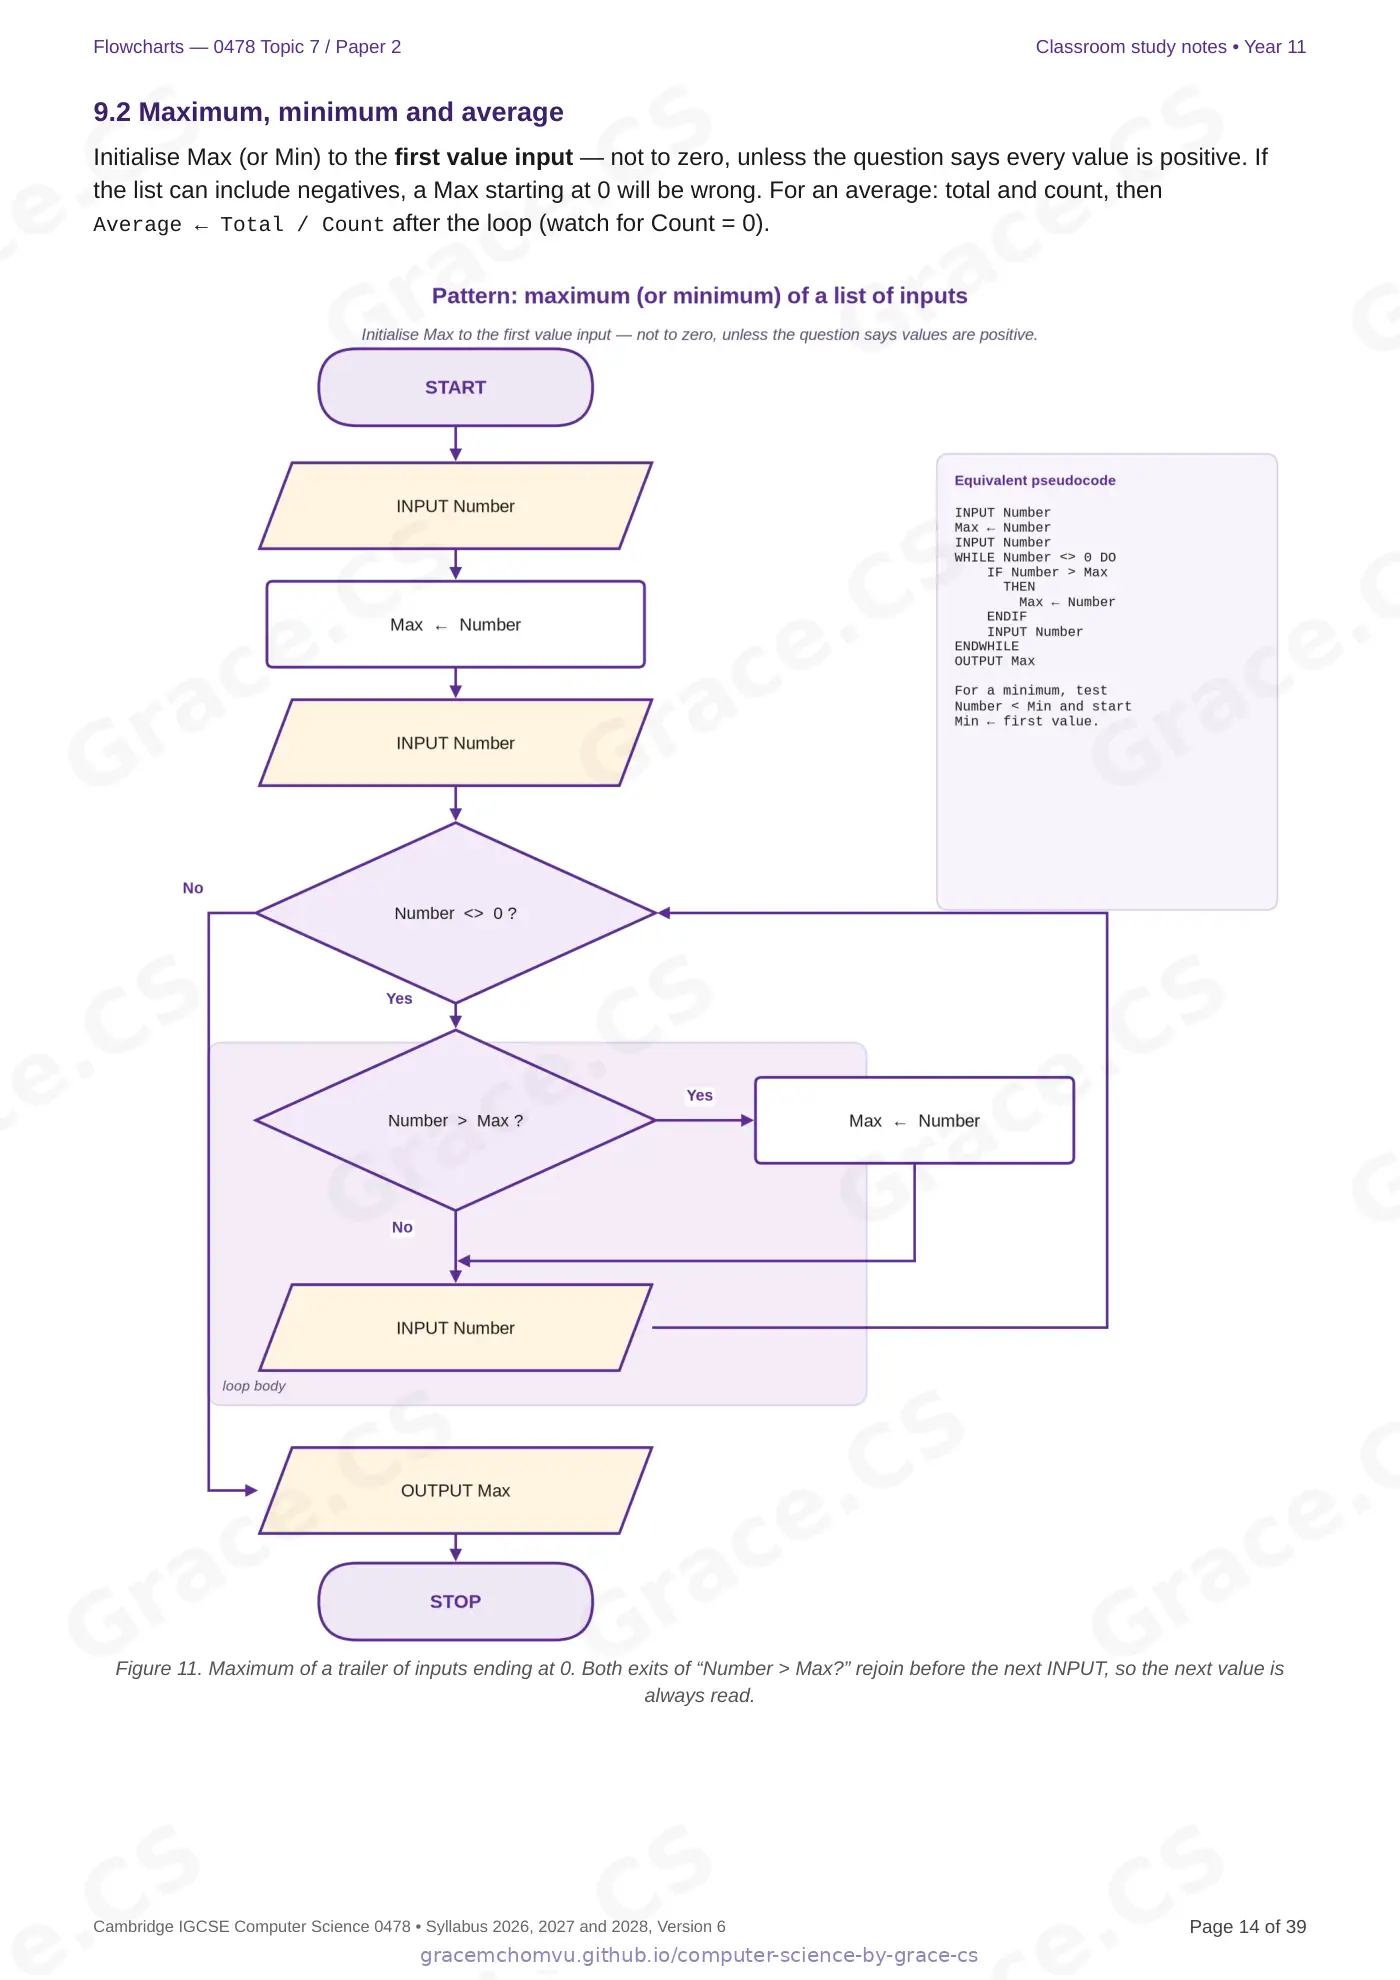 Flowcharts — 0478 Topic 7 / Paper 2
Classroom study notes • Year 11
9.2 Maximum, minimum and average
Initialise Max (or Min) to the first value input — not to zero, unless the question says every value is positive. If
the list can include negatives, a Max starting at 0 will be wrong. For an average: total and count, then
Average ← Total / Count after the loop (watch for Count = 0).
Pattern: maximum (or minimum) of a list of inputs
Initialise Max to the first value input — not to zero, unless the question says values are positive.
START
INPUT Number
Max ← Number
INPUT Number
Number <> 0 ?
No
Yes
Number > Max ?
Yes
Max ← Number
No
INPUT Number
loop body
OUTPUT Max
STOP
Equivalent pseudocode
INPUT Number
Max ← Number
INPUT Number
WHILE Number <> 0 DO
IF Number > Max
THEN
Max ← Number
ENDIF
INPUT Number
ENDWHILE
OUTPUT Max
For a minimum, test
Number < Min and start
Min ← first value.
Figure 11. Maximum of a trailer of inputs ending at 0. Both exits of “Number > Max?” rejoin before the next INPUT, so the next value is
always read.
Cambridge IGCSE Computer Science 0478 • Syllabus 2026, 2027 and 2028, Version 6
Page 14 of 39
gracemchomvu.github.io/computer-science-by-grace-cs
Grace.CS